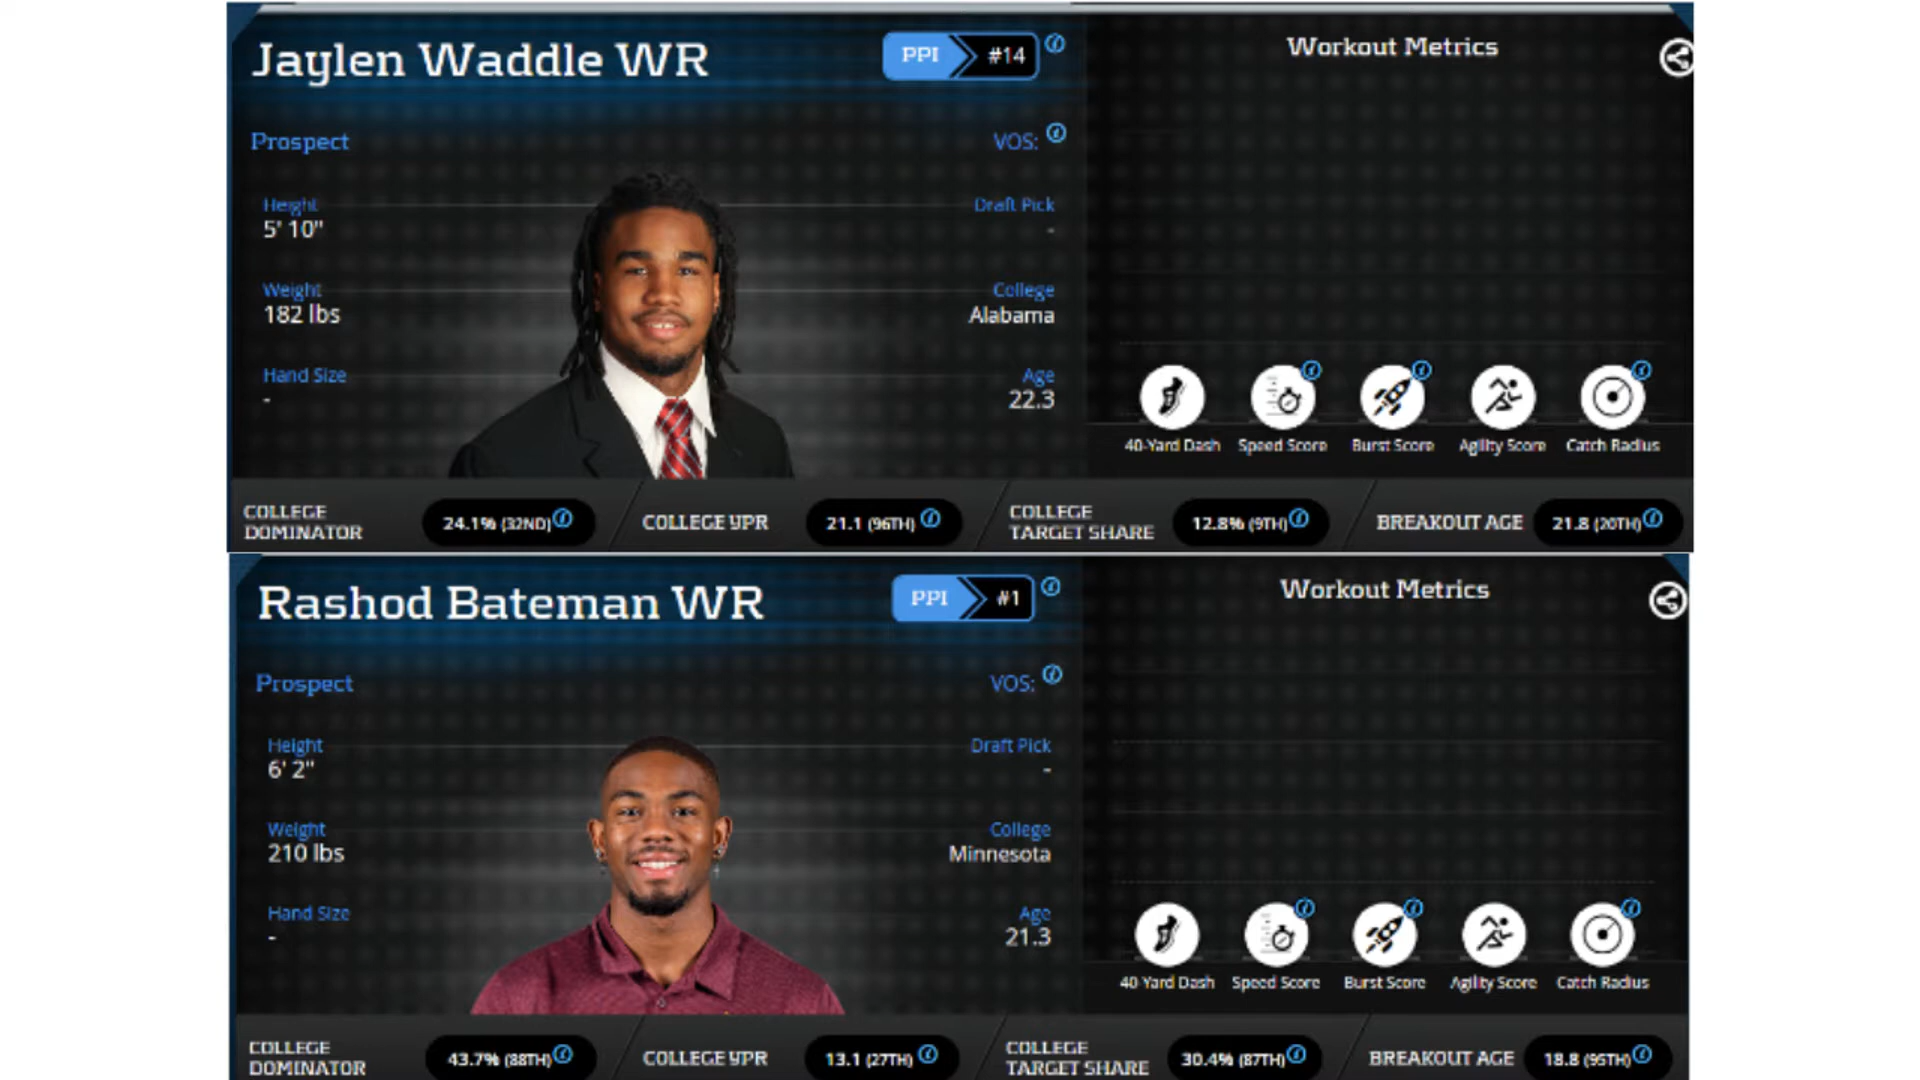 Jaylen Waddle WR
PPI #14
Workout Metrics
Prospect
VOS:
Height
5' 10"
Draft Pick
-
Weight
182 lbs
College
Alabama
Hand Size
-
Age
22.3
40-Yard Dash
Speed Score
Burst Score
Agility Score
Catch Radius
COLLEGE
DOMINATOR
24.1% (32ND)
COLLEGE YPR
21.1 (96TH)
COLLEGE
TARGET SHARE
12.8% (9TH)
BREAKOUT AGE
21.8 (20TH)
Rashod Bateman WR
PPI #1
Workout Metrics
Prospect
VOS:
Height
6' 2"
Draft Pick
-
Weight
210 lbs
College
Minnesota
Hand Size
-
Age
21.3
40-Yard Dash
Speed Score
Burst Score
Agility Score
Catch Radius
COLLEGE
DOMINATOR
43.7% (88TH)
COLLEGE YPR
13.1 (27TH)
COLLEGE
TARGET SHARE
30.4% (87TH)
BREAKOUT AGE
18.8 (95TH)